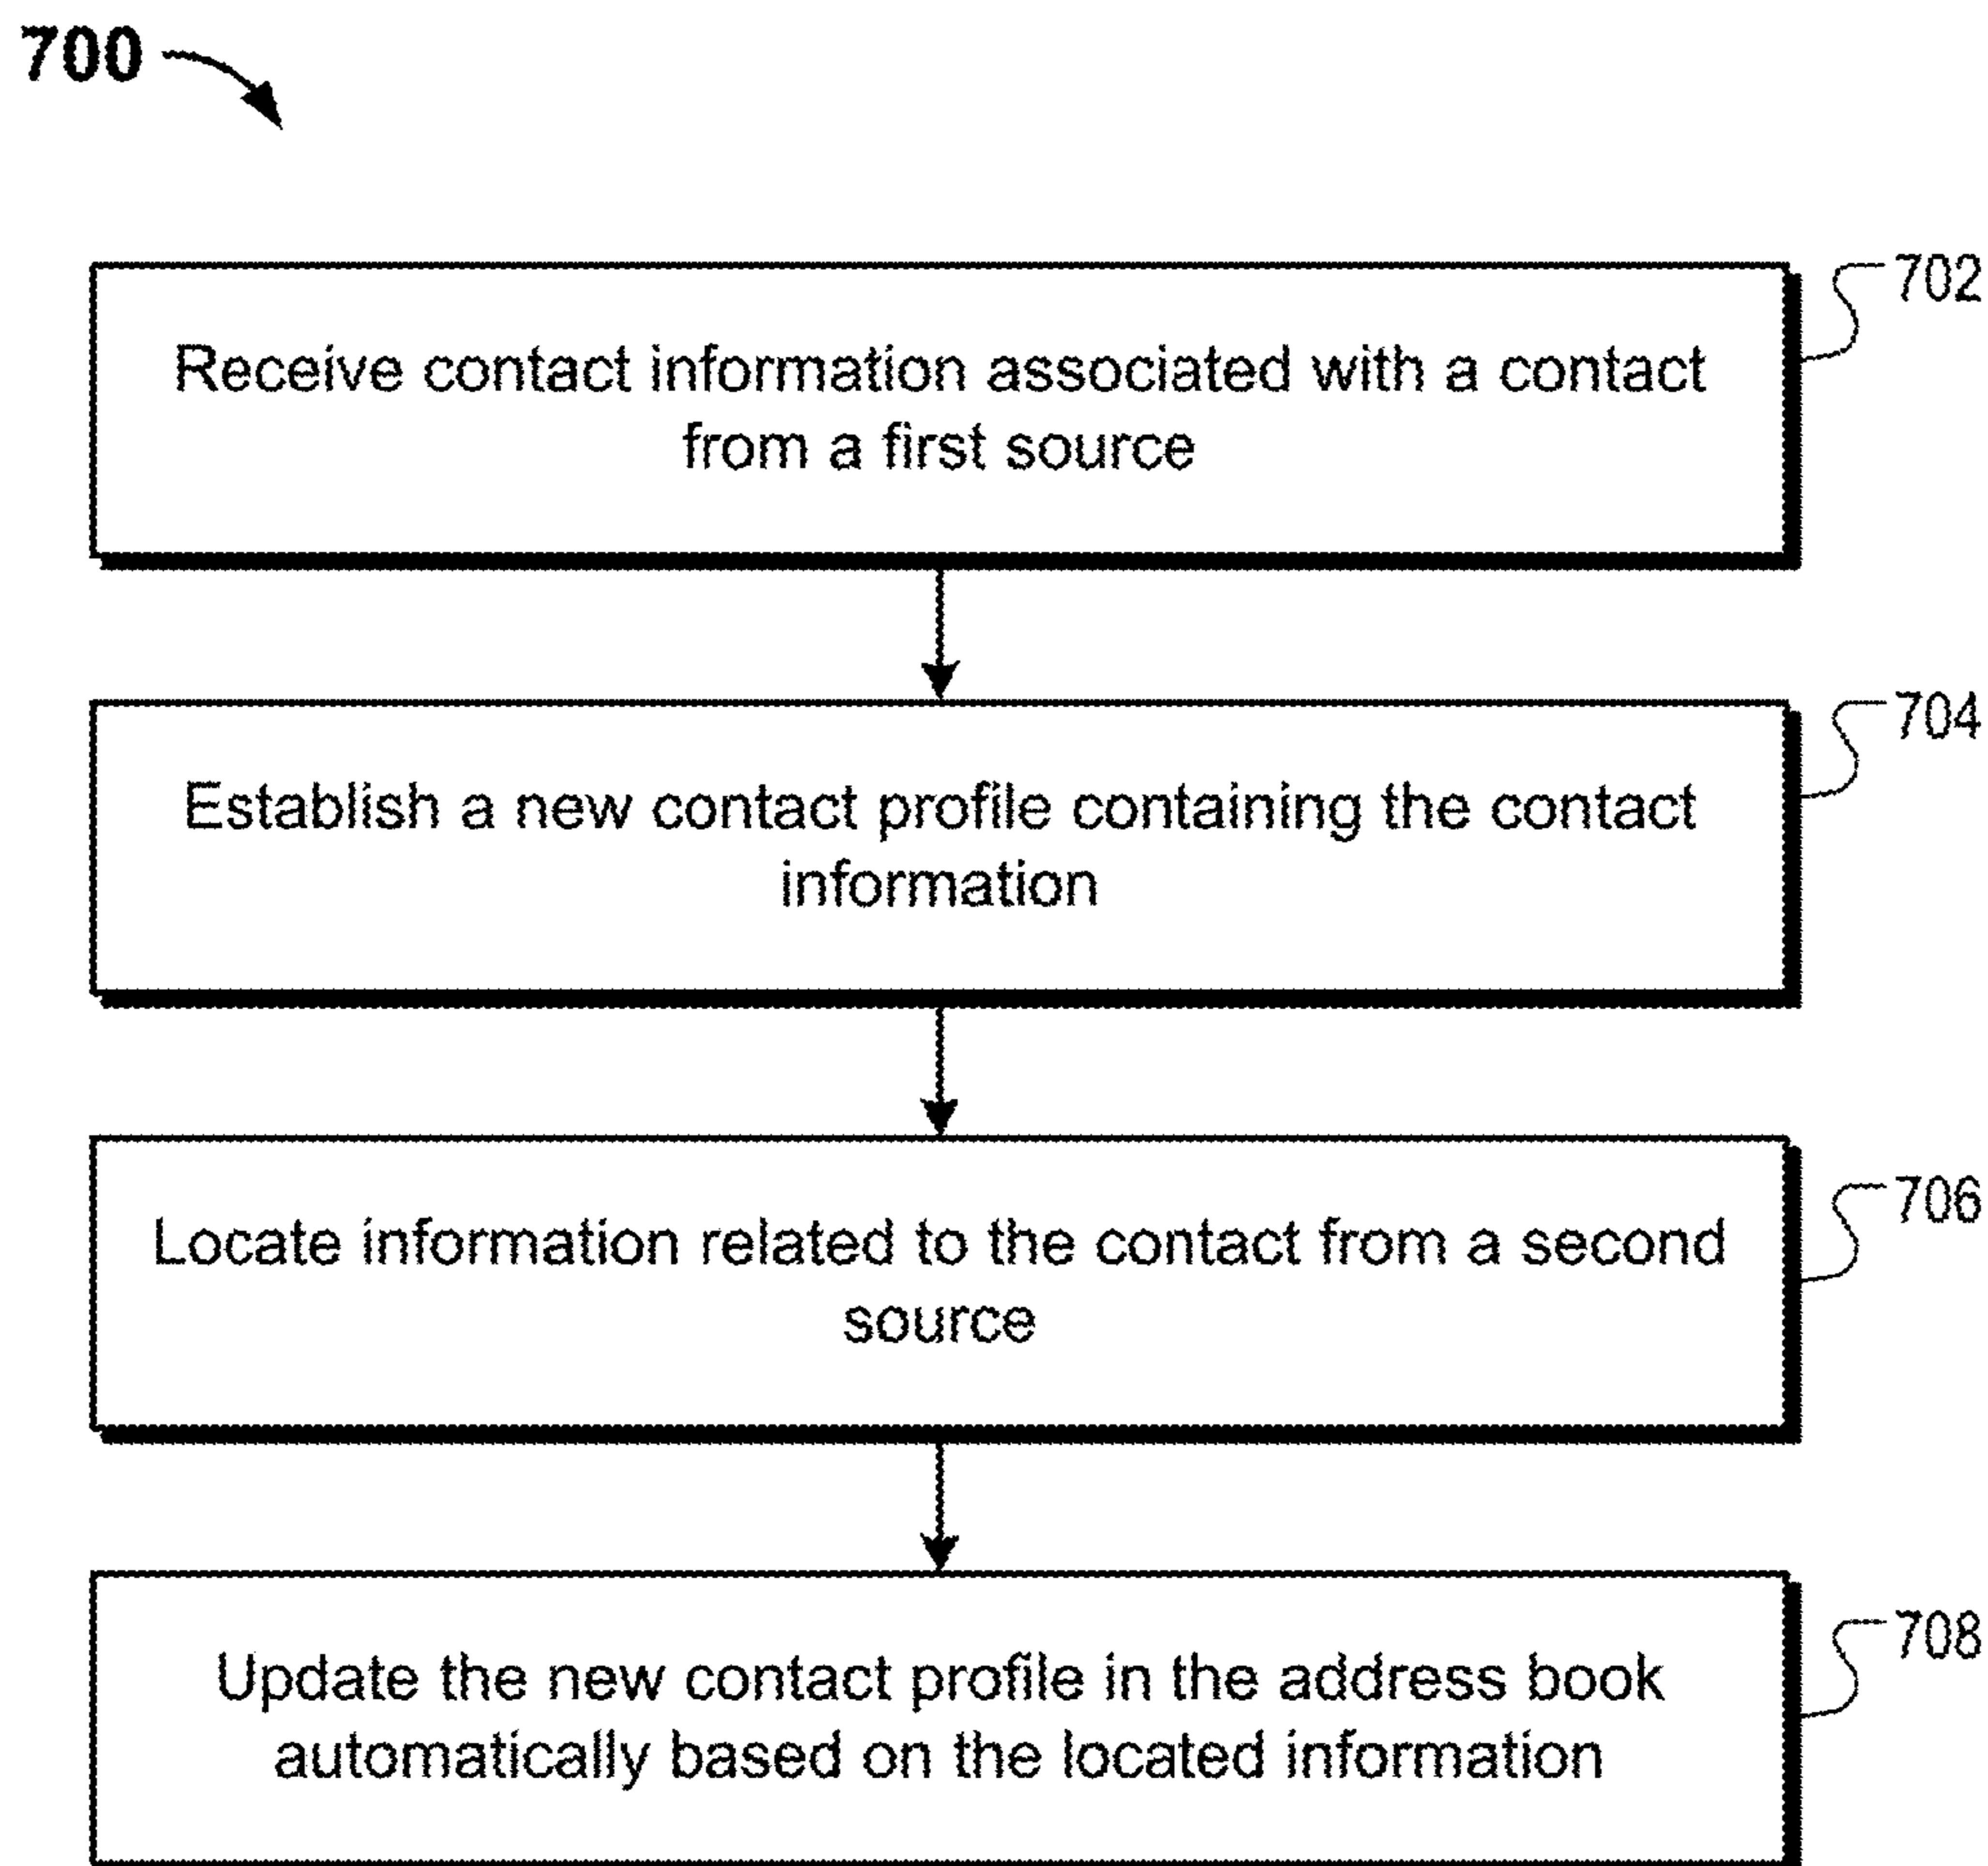 700
702
Receive contact information associated with a contact
from a first source
704
Establish a new contact profile containing the contact
information
706
Locate information related to the contact from a second
source
708
Update the new contact profile in the address book
automatically based on the located information